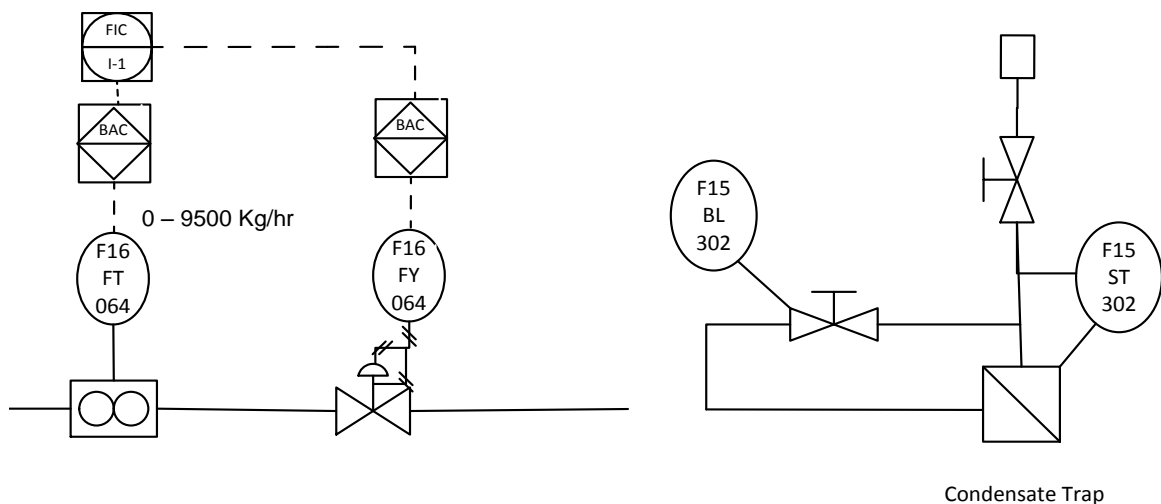 FIC
I-1
BAC
BAC
0 – 9500 Kg/hr
F16
FT
064
F16
FY
064
F15
BL
302
F15
ST
302
Condensate Trap